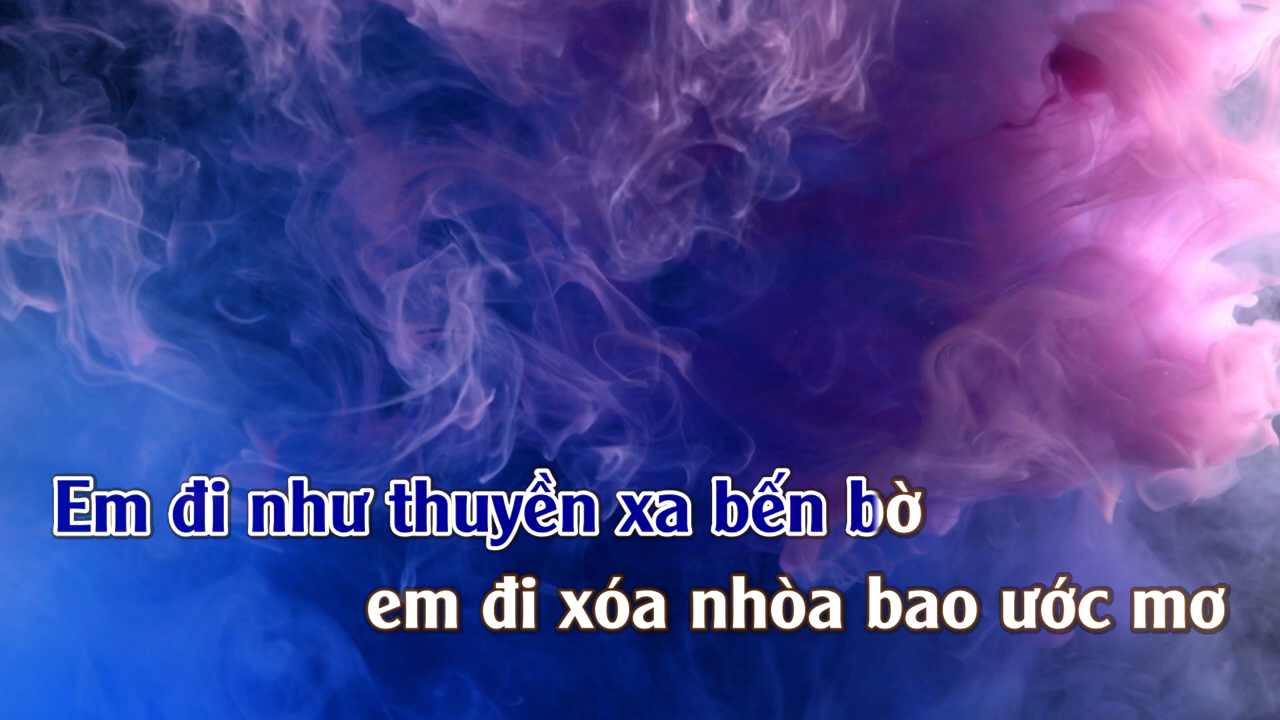 Em đi như thuyền xa bến bờ
em đi xóa nhòa bao ước mơ